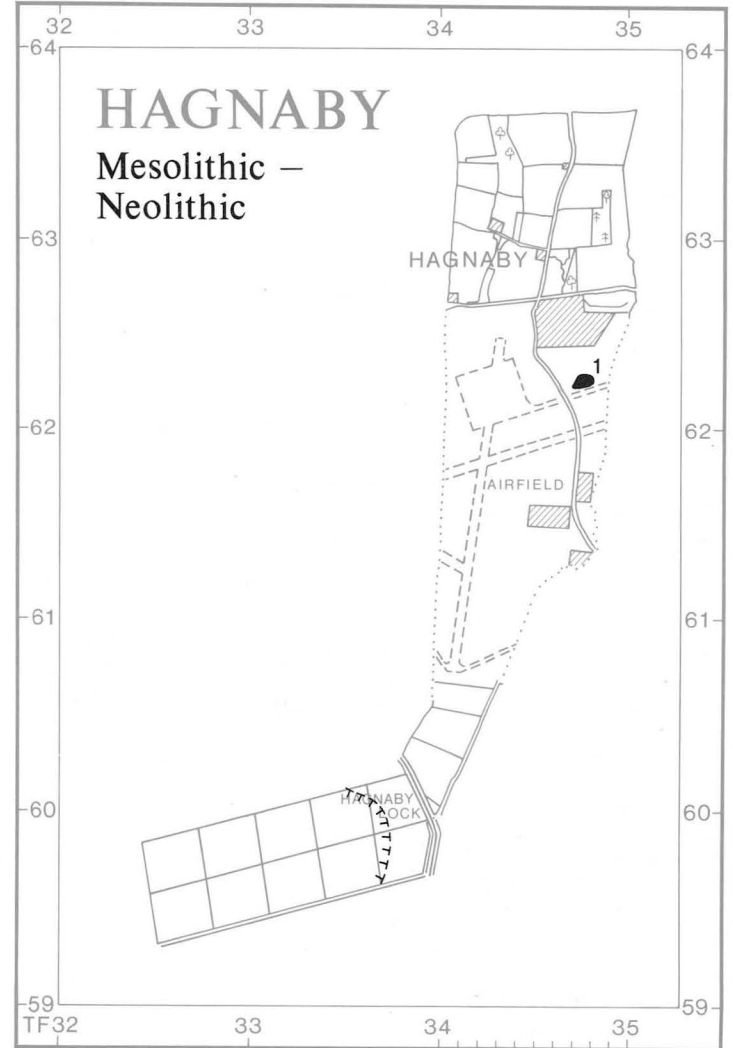 32 33 34 35
64 64
HAGNABY
Mesolithic –
Neolithic
63 63
HAGNABY
1
62 62
AIRFIELD
61 61
60 60
HAGNABY
LOCK
59 59
TF32 33 34 35